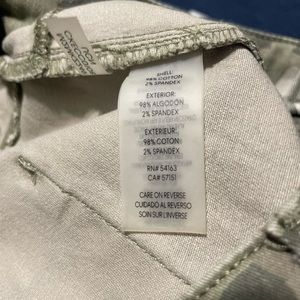 SHELL:
98% COTTON
2% SPANDEX
EXTERIOR:
98% ALGODON
2% SPANDEX
EXTERIEUR:
98% COTON
2% SPANDEX
RN# 54163
CA# 57151
CARE ON REVERSE
CUIDADO AL REVERSO
SOIN SUR L'INVERSE